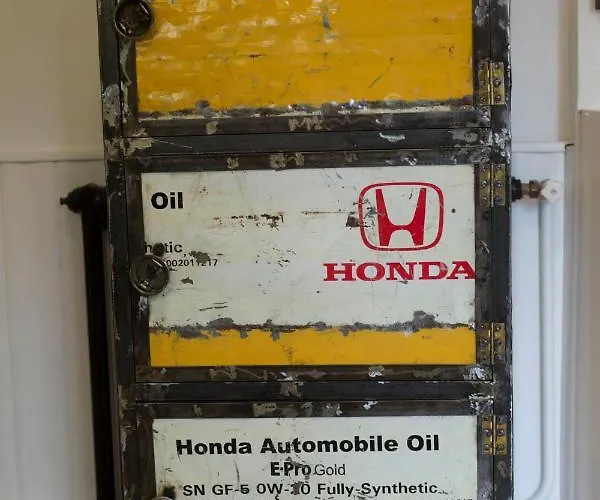 Oil
HONDA
Honda Automobile Oil
E-Pro Gold
SN GF-5 0W-20 Fully-Synthetic